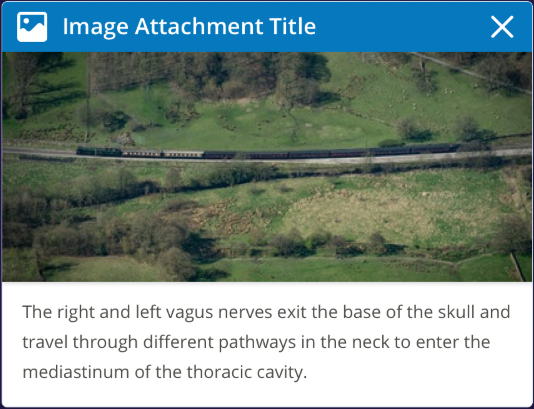 Image Attachment Title
The right and left vagus nerves exit the base of the skull and
travel through different pathways in the neck to enter the
mediastinum of the thoracic cavity.